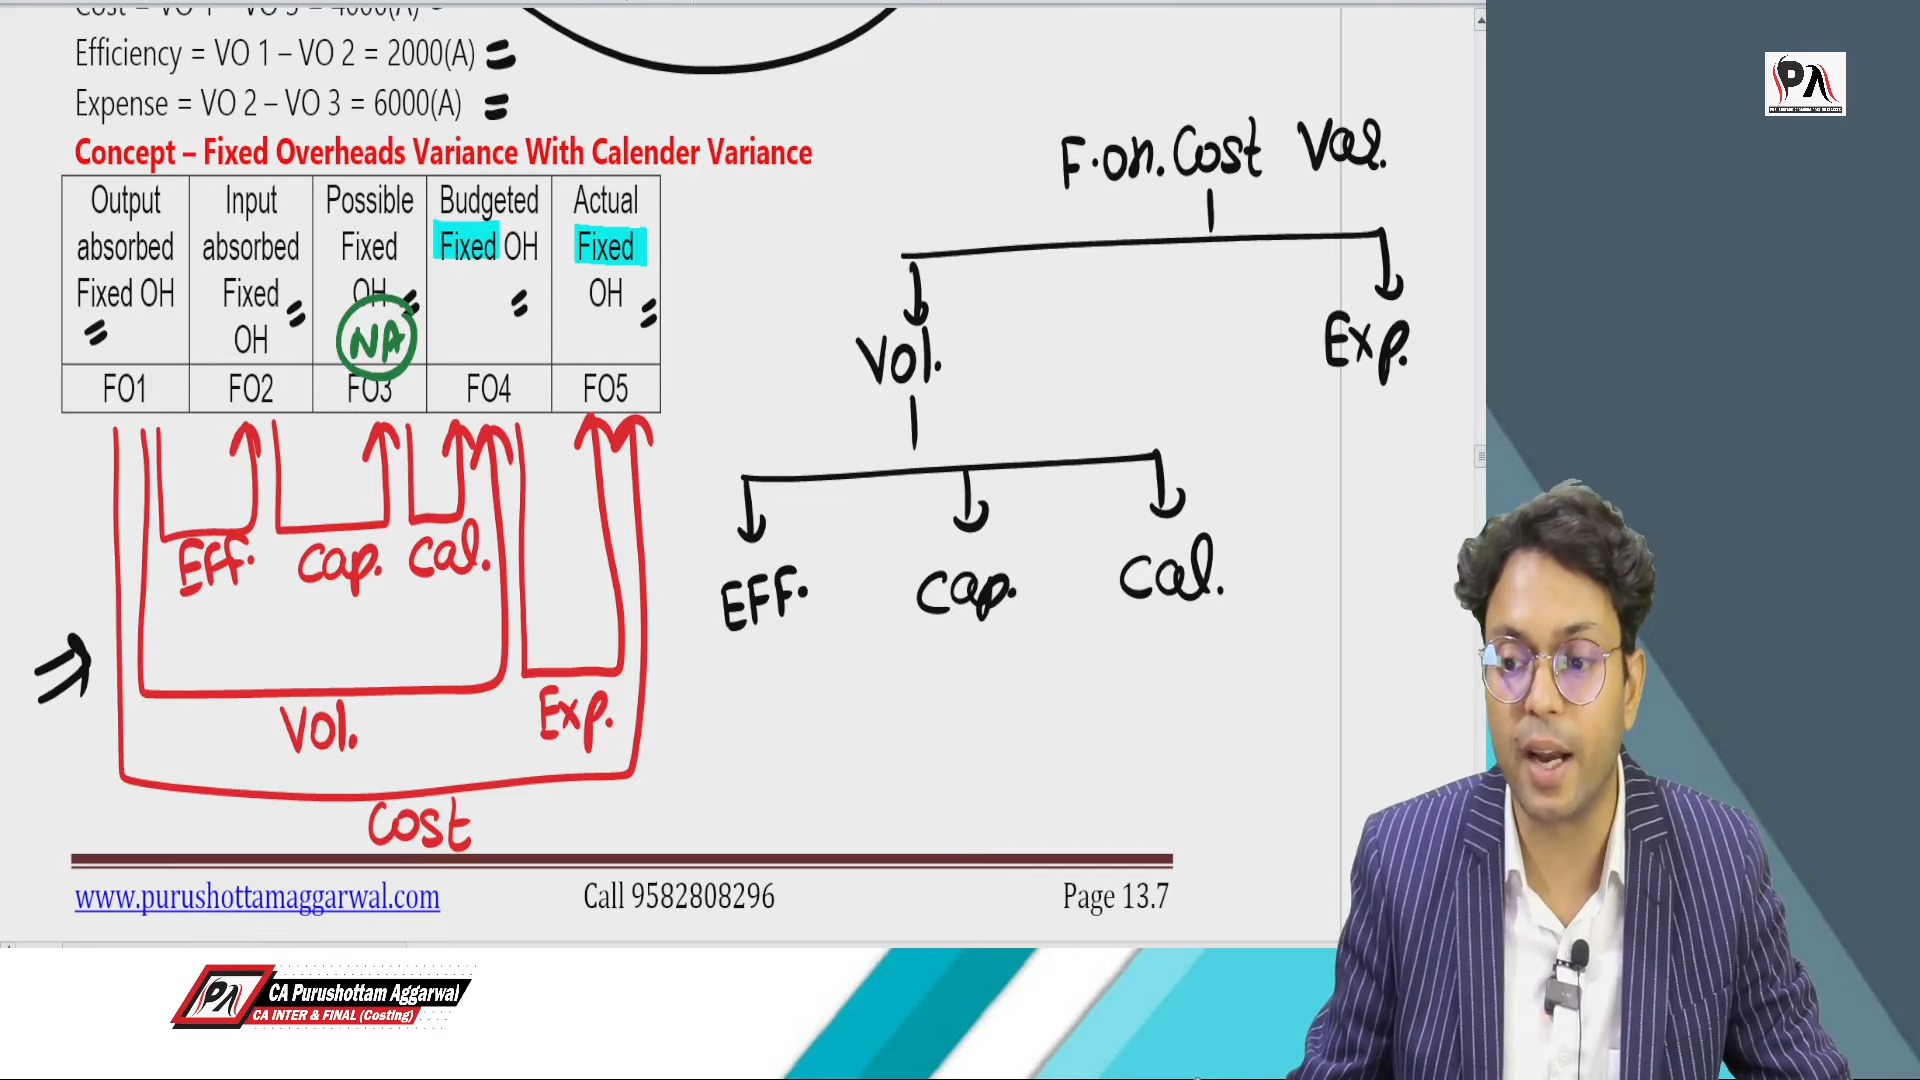 Efficiency = VO 1 – VO 2 = 2000(A)
Expense = VO 2 – VO 3 = 6000(A)
Concept – Fixed Overheads Variance With Calender Variance
Output absorbed Fixed OH
Input absorbed Fixed OH
Possible Fixed OH
NA
Budgeted Fixed OH
Actual Fixed OH
FO1 FO2 FO3 FO4 FO5
Eff. Cap. Cal.
Vol. Exp.
Cost
F.OH. Cost Var.
Vol. Exp.
EFF. Cap. Cal.
www.purushottamaggarwal.com Call 9582808296 Page 13.7
PA
CA Purushottam Aggarwal
CA INTER & FINAL (Costing)
PA